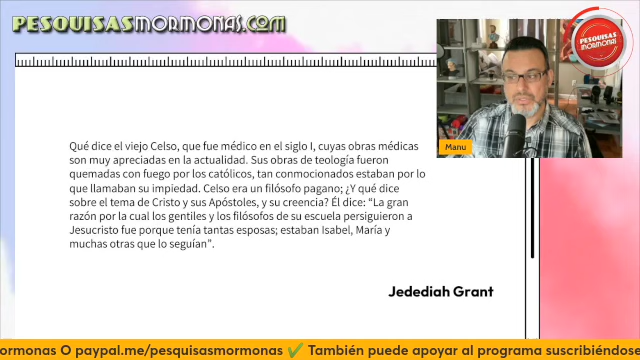 PESQUISASMORMONAS.COM
PESQUISAS
MORMONAS
Manu
Qué dice el viejo Celso, que fue médico en el siglo I, cuyas obras médicas
son muy apreciadas en la actualidad. Sus obras de teología fueron
quemadas con fuego por los católicos, tan conmocionados estaban por lo
que llamaban su impiedad. Celso era un filósofo pagano; ¿Y qué dice
sobre el tema de Cristo y sus Apóstoles, y su creencia? Él dice: “La gran
razón por la cual los gentiles y los filósofos de su escuela persiguieron a
Jesucristo fue porque tenía tantas esposas; estaban Isabel, María y
muchas otras que lo seguían”.
Jedediah Grant
ormonas O paypal.me/pesquisasmormonas ✔ También puede apoyar al programa suscribiéndose